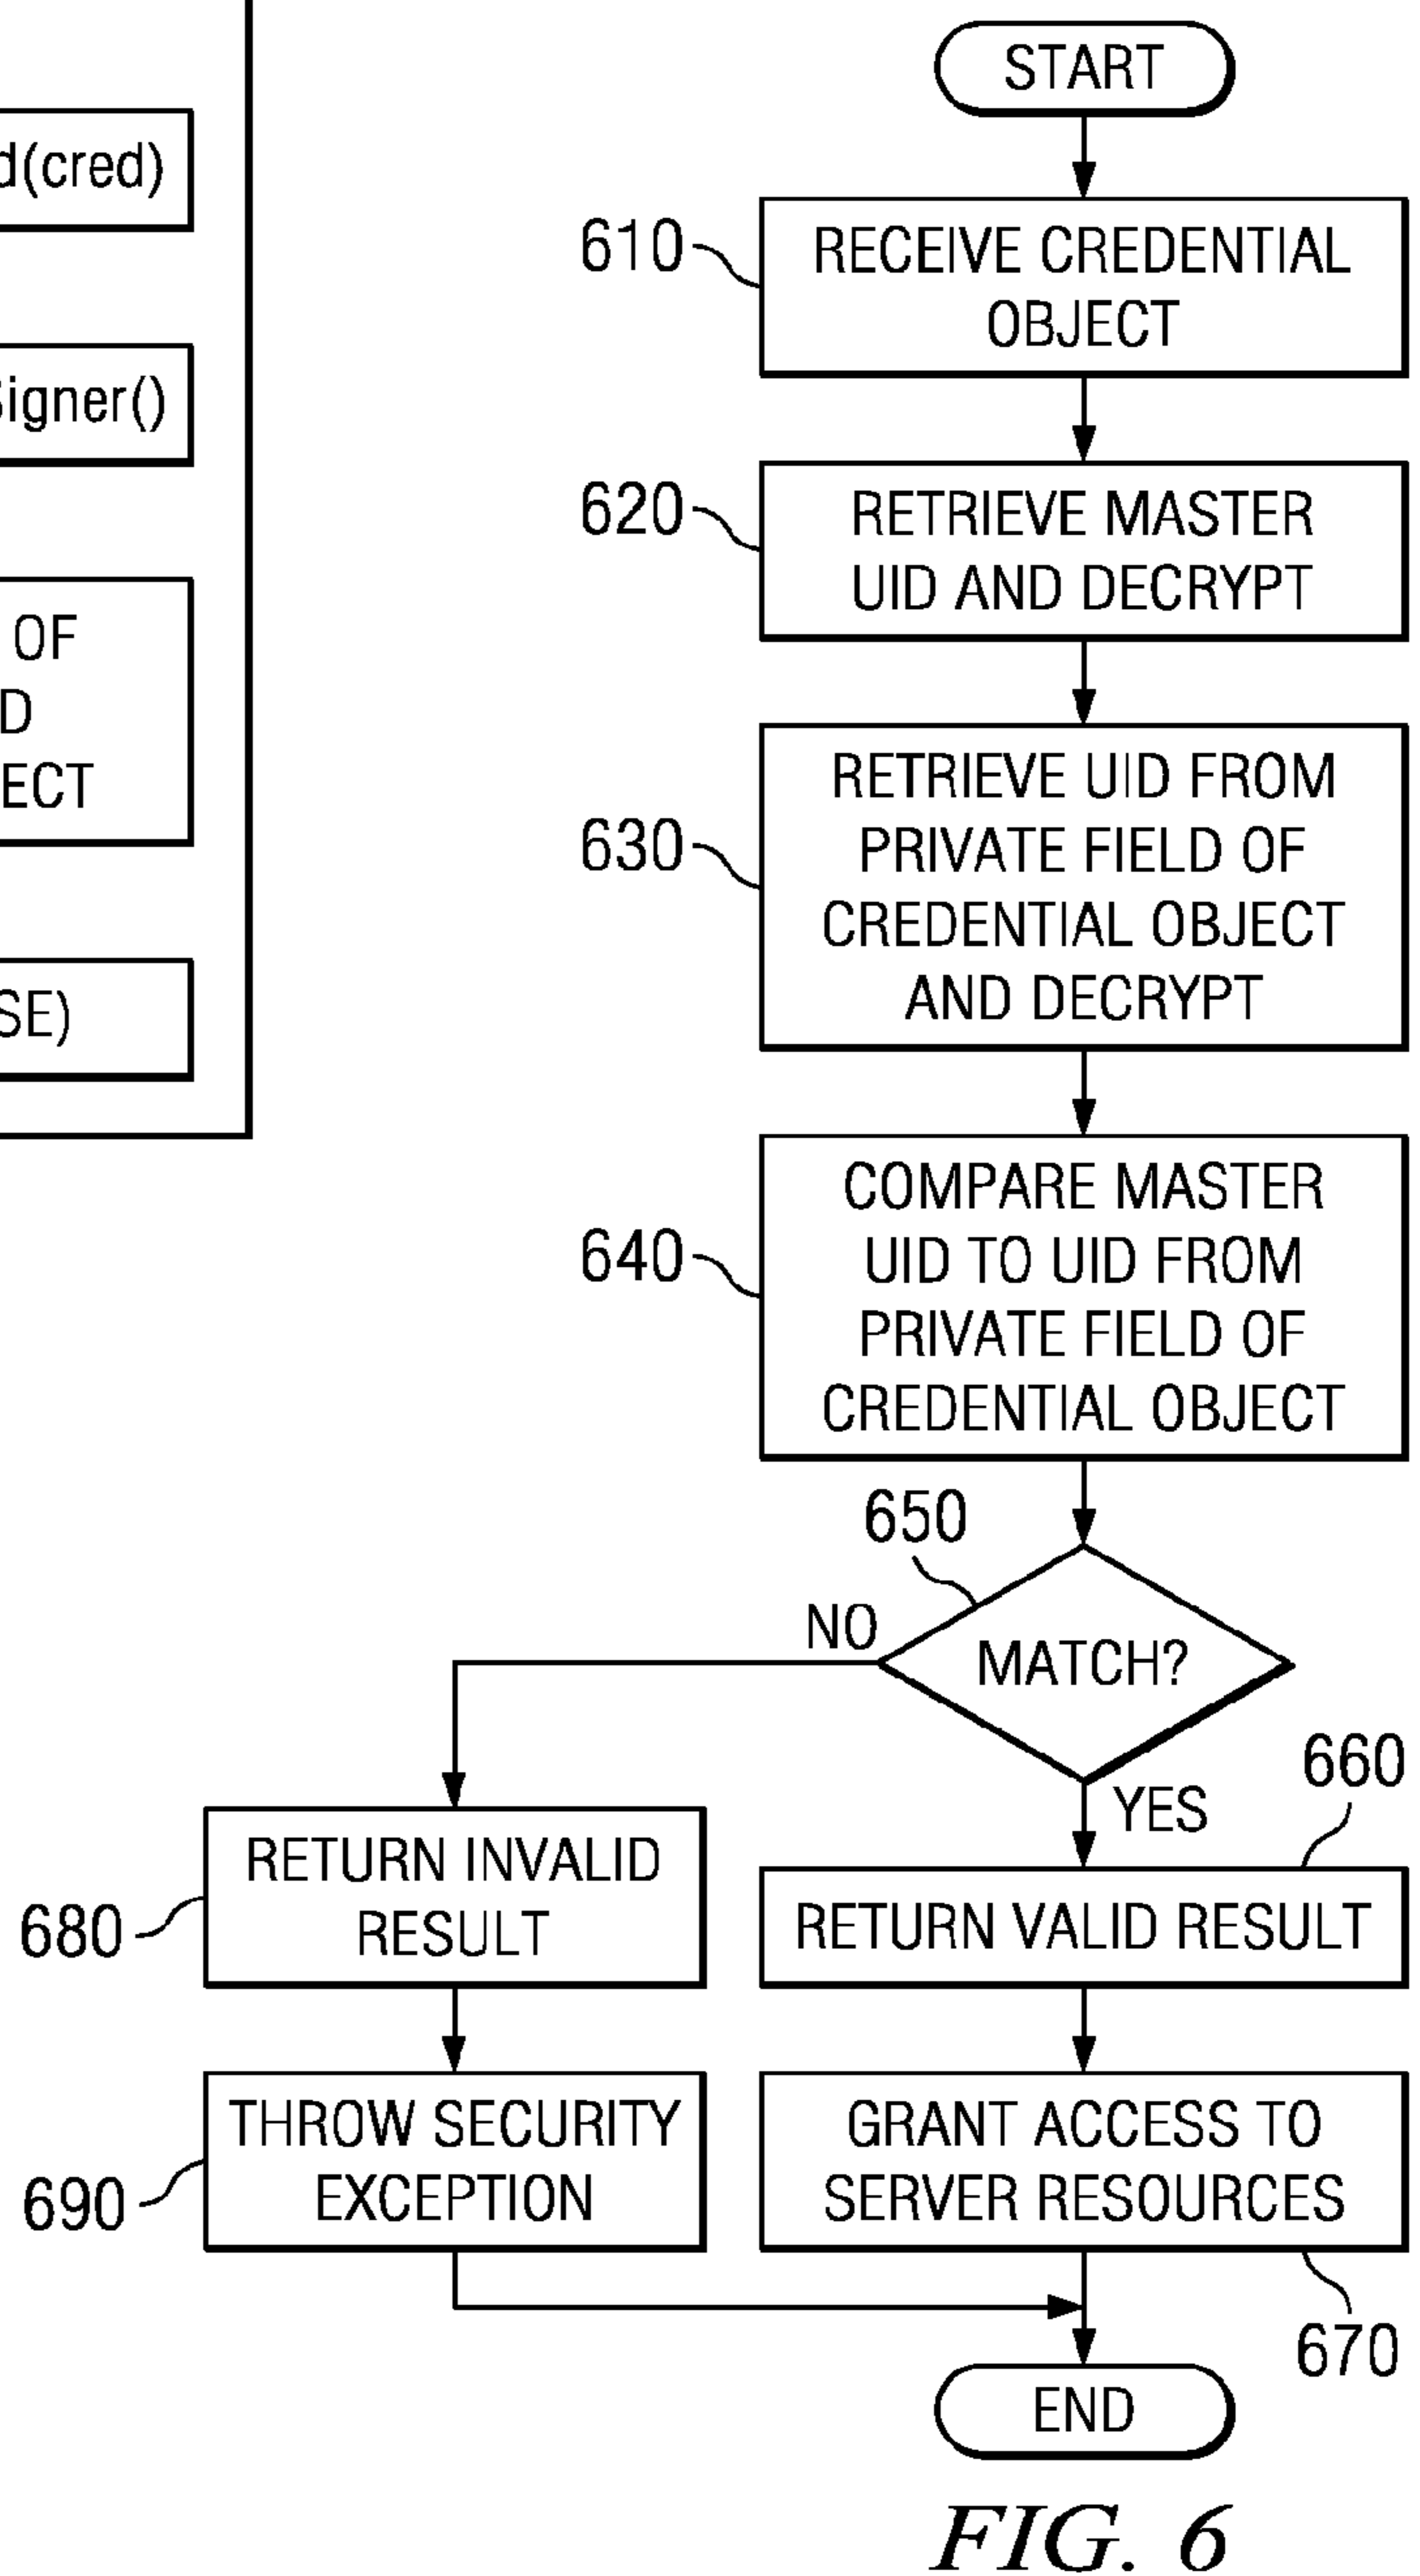 d(cred)
Signer()
OF
D
ECT
SE)
START
610
RECEIVE CREDENTIAL
OBJECT
620
RETRIEVE MASTER
UID AND DECRYPT
630
RETRIEVE UID FROM
PRIVATE FIELD OF
CREDENTIAL OBJECT
AND DECRYPT
640
COMPARE MASTER
UID TO UID FROM
PRIVATE FIELD OF
CREDENTIAL OBJECT
650
MATCH?
NO
YES
660
RETURN VALID RESULT
680
RETURN INVALID
RESULT
690
THROW SECURITY
EXCEPTION
GRANT ACCESS TO
SERVER RESOURCES
670
END
FIG. 6